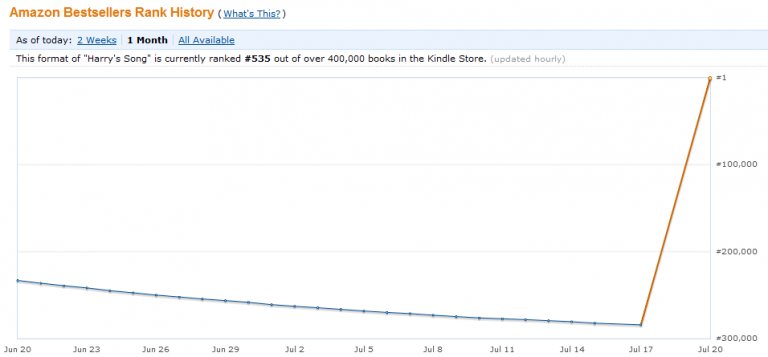 Amazon Bestsellers Rank History (What's This?)
As of today: 2 Weeks | 1 Month | All Available
This format of "Harry's Song" is currently ranked #535 out of over 400,000 books in the Kindle Store. (updated hourly)
#1
#100,000
#200,000
#300,000
Jun 20 Jun 23 Jun 26 Jun 29 Jul 2 Jul 5 Jul 8 Jul 11 Jul 14 Jul 17 Jul 20